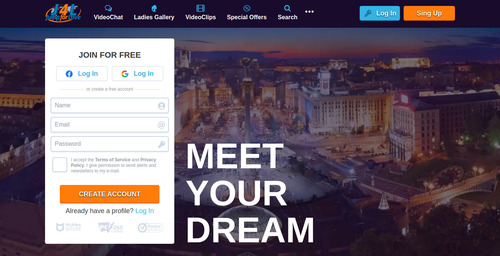 VideoChat
Ladies Gallery
VideoClips
Special Offers
Search
Log In
Sing Up
JOIN FOR FREE
Log In
Log In
or create a free account
Name
Email
Password
I accept the Terms of Service and Privacy
Policy. I give permission to send alerts and
newsletters to my e-mail.
CREATE ACCOUNT
Already have a profile? Log In
MEET
YOUR
DREAM